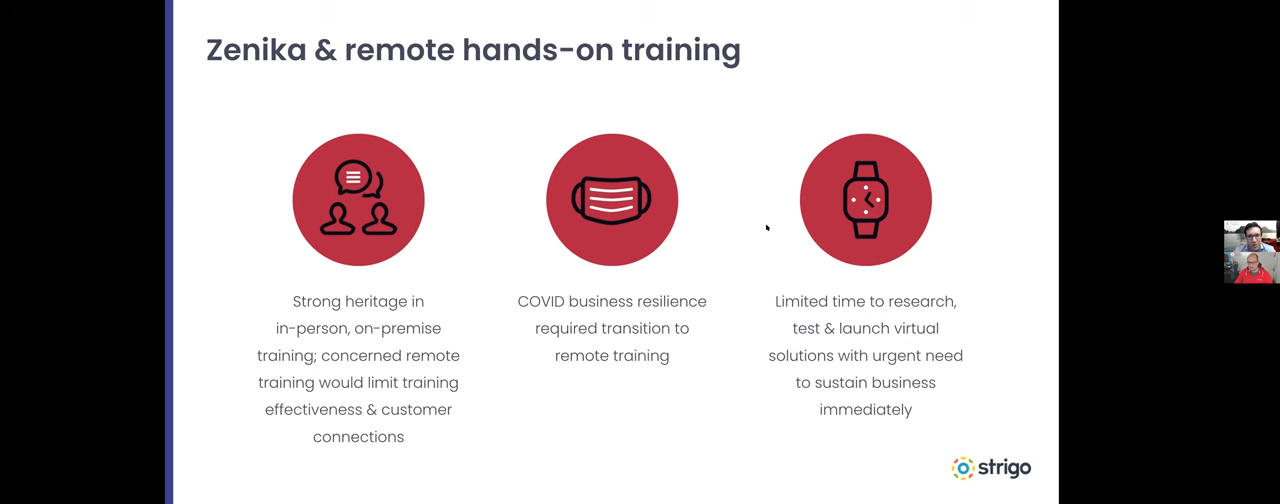 Zenika & remote hands-on training
Strong heritage in
in-person, on-premise
training; concerned remote
training would limit training
effectiveness & customer
connections
COVID business resilience
required transition to
remote training
Limited time to research,
test & launch virtual
solutions with urgent need
to sustain business
immediately
strigo